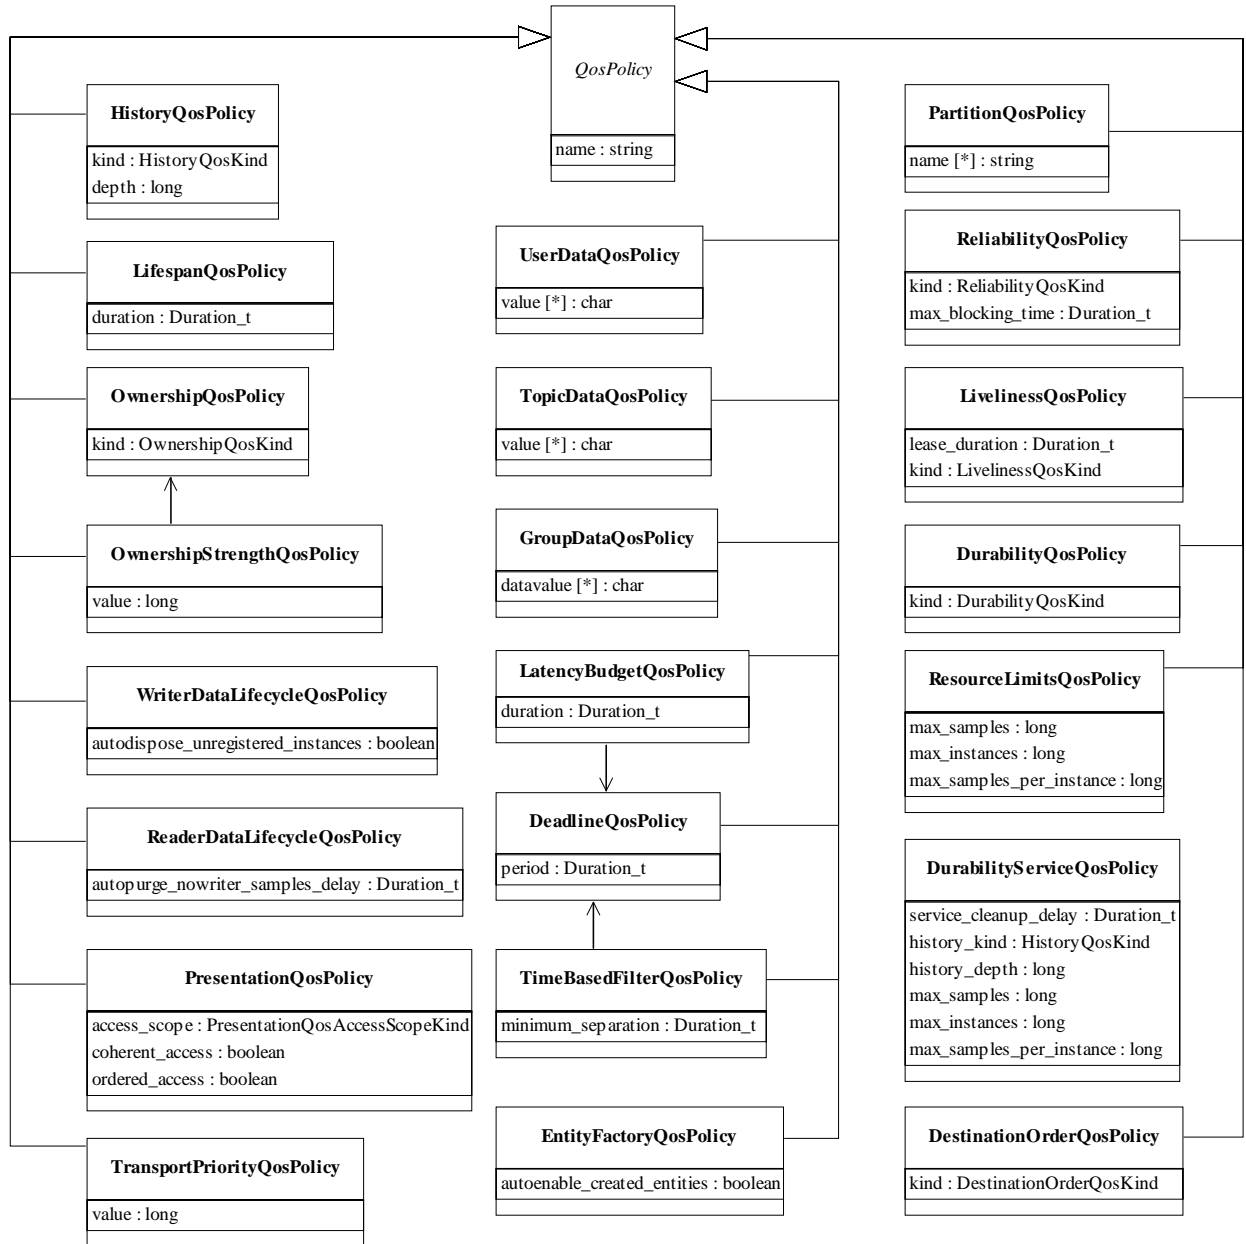 QosPolicy
name : string
HistoryQosPolicy
kind : HistoryQosKind
depth : long
LifespanQosPolicy
duration : Duration_t
OwnershipQosPolicy
kind : OwnershipQosKind
OwnershipStrengthQosPolicy
value : long
WriterDataLifecycleQosPolicy
autodispose_unregistered_instances : boolean
ReaderDataLifecycleQosPolicy
autopurge_nowriter_samples_delay : Duration_t
PresentationQosPolicy
access_scope : PresentationQosAccessScopeKind
coherent_access : boolean
ordered_access : boolean
TransportPriorityQosPolicy
value : long
UserDataQosPolicy
value [*] : char
TopicDataQosPolicy
value [*] : char
GroupDataQosPolicy
datavalue [*] : char
LatencyBudgetQosPolicy
duration : Duration_t
DeadlineQosPolicy
period : Duration_t
TimeBasedFilterQosPolicy
minimum_separation : Duration_t
EntityFactoryQosPolicy
autoenable_created_entities : boolean
PartitionQosPolicy
name [*] : string
ReliabilityQosPolicy
kind : ReliabilityQosKind
max_blocking_time : Duration_t
LivelinessQosPolicy
lease_duration : Duration_t
kind : LivelinessQosKind
DurabilityQosPolicy
kind : DurabilityQosKind
ResourceLimitsQosPolicy
max_samples : long
max_instances : long
max_samples_per_instance : long
DurabilityServiceQosPolicy
service_cleanup_delay : Duration_t
history_kind : HistoryQosKind
history_depth : long
max_samples : long
max_instances : long
max_samples_per_instance : long
DestinationOrderQosPolicy
kind : DestinationOrderQosKind